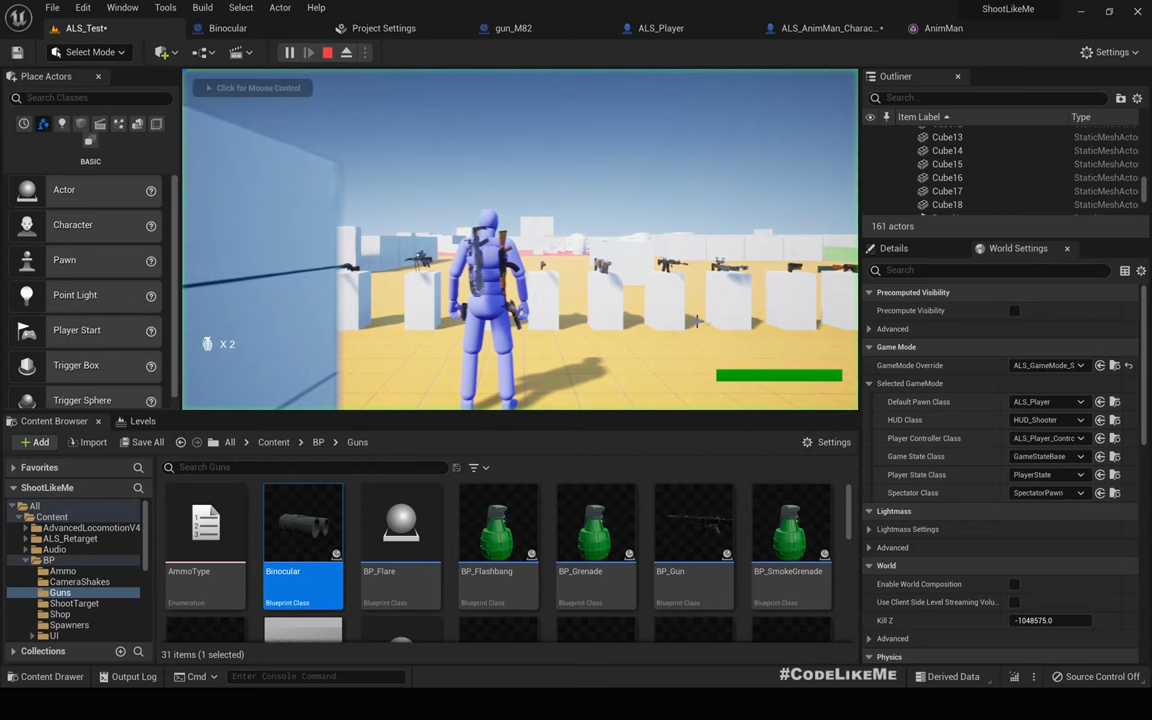 File Edit Window Tools Build Select Actor Help
ShootLikeMe
ALS_Test•
Binocular
Project Settings
gun_M82
ALS_Player
ALS_AnimMan_Charac...•
AnimMan
Select Mode
Settings
Place Actors
Search Classes
BASIC
Actor
Character
Pawn
Point Light
Player Start
Trigger Box
Trigger Sphere
Click for Mouse Control
X 2
Outliner
Search...
Item Label
Type
Cube13 StaticMeshActo
Cube14 StaticMeshActo
Cube15 StaticMeshActo
Cube16 StaticMeshActo
Cube17 StaticMeshActo
Cube18 StaticMeshActo
161 actors
Details
World Settings
Search
Precomputed Visibility
Precompute Visibility
Advanced
Game Mode
GameMode Override ALS_GameMode_S
Selected GameMode
Default Pawn Class ALS_Player
HUD Class HUD_Shooter
Player Controller Class ALS_Player_Contrc
Game State Class GameStateBase
Player State Class PlayerState
Spectator Class SpectatorPawn
Lightmass
Lightmass Settings
Advanced
World
Enable World Composition
Use Client Side Level Streaming Volu...
Kill Z -1048575.0
Advanced
Physics
Content Browser
Levels
Add Import Save All All Content BP Guns Settings
Favorites
ShootLikeMe
All
Content
AdvancedLocomotionV4
ALS_Retarget
Audio
BP
Ammo
CameraShakes
Guns
ShootTarget
Shop
Spawners
UI
Collections
Search Guns
AmmoType
Enumeration
Binocular
Blueprint Class
BP_Flare
Blueprint Class
BP_Flashbang
Blueprint Class
BP_Grenade
Blueprint Class
BP_Gun
Blueprint Class
BP_SmokeGrenade
Blueprint Class
31 items (1 selected)
#CODELIKEME
Content Drawer Output Log Cmd Enter Console Command Derived Data Source Control Off